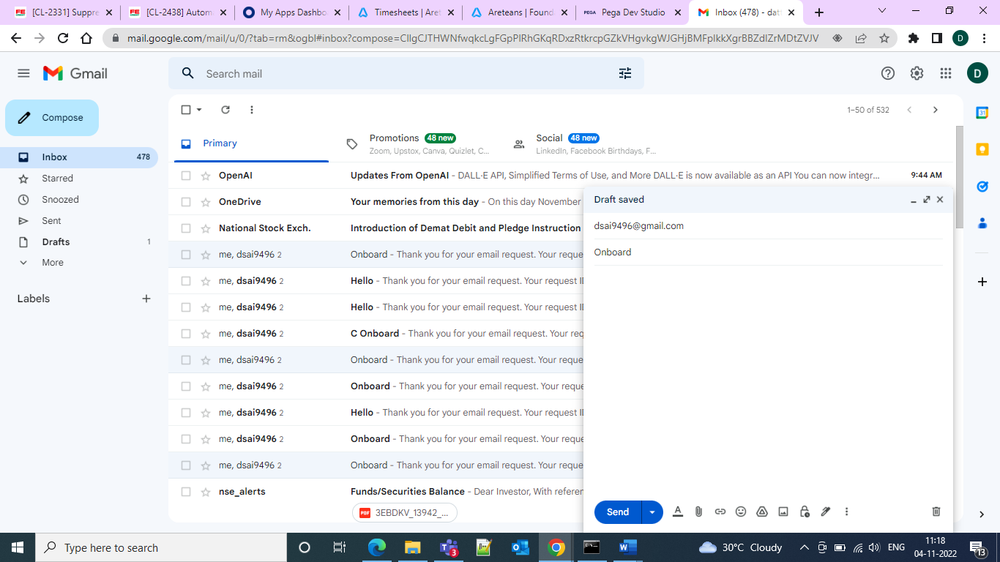 [CL-2331] Suppre
[CL-2438] Automa
My Apps Dashbo
Timesheets | Aret
Areteans | Found
PEGA Pega Dev Studio
Inbox (478) - dat
mail.google.com/mail/u/0/?tab=rm&ogbl#inbox?compose=CllgCJTHWNfwqkcLgFGpPlRhGKqRDxzRtkrcpGZkVHgvkgWJGHjBMFplkkXgrBBZdlZrMDtZVJV
D
Gmail
Search mail
D
Compose
1–50 of 532
31
Primary
Promotions 48 new
Zoom, Upstox, Canva, Quizlet, C...
Social 48 new
LinkedIn, Facebook Birthdays, F...
Inbox 478
Starred
Snoozed
Sent
Drafts 1
More
Labels
OpenAI Updates From OpenAI - DALL·E API, Simplified Terms of Use, and More DALL·E is now available as an API You can now integr... 9:44 AM
OneDrive Your memories from this day - On this day November
National Stock Exch. Introduction of Demat Debit and Pledge Instruction
me, dsai9496 2 Onboard - Thank you for your email request. Your reque
me, dsai9496 2 Hello - Thank you for your email request. Your request I
me, dsai9496 2 Hello - Thank you for your email request. Your request I
me, dsai9496 2 C Onboard - Thank you for your email request. Your req
me, dsai9496 2 Onboard - Thank you for your email request. Your reque
me, dsai9496 2 Onboard - Thank you for your email request. Your reque
me, dsai9496 2 Hello - Thank you for your email request. Your request I
me, dsai9496 2 Onboard - Thank you for your email request. Your reque
me, dsai9496 2 Onboard - Thank you for your email request. Your reque
nse_alerts Funds/Securities Balance - Dear Investor, With referen
PDF 3EBDKV_13942_...
Draft saved
dsai9496@gmail.com
Onboard
Send
Type here to search
3
30°C Cloudy
ENG
11:18
04-11-2022
13